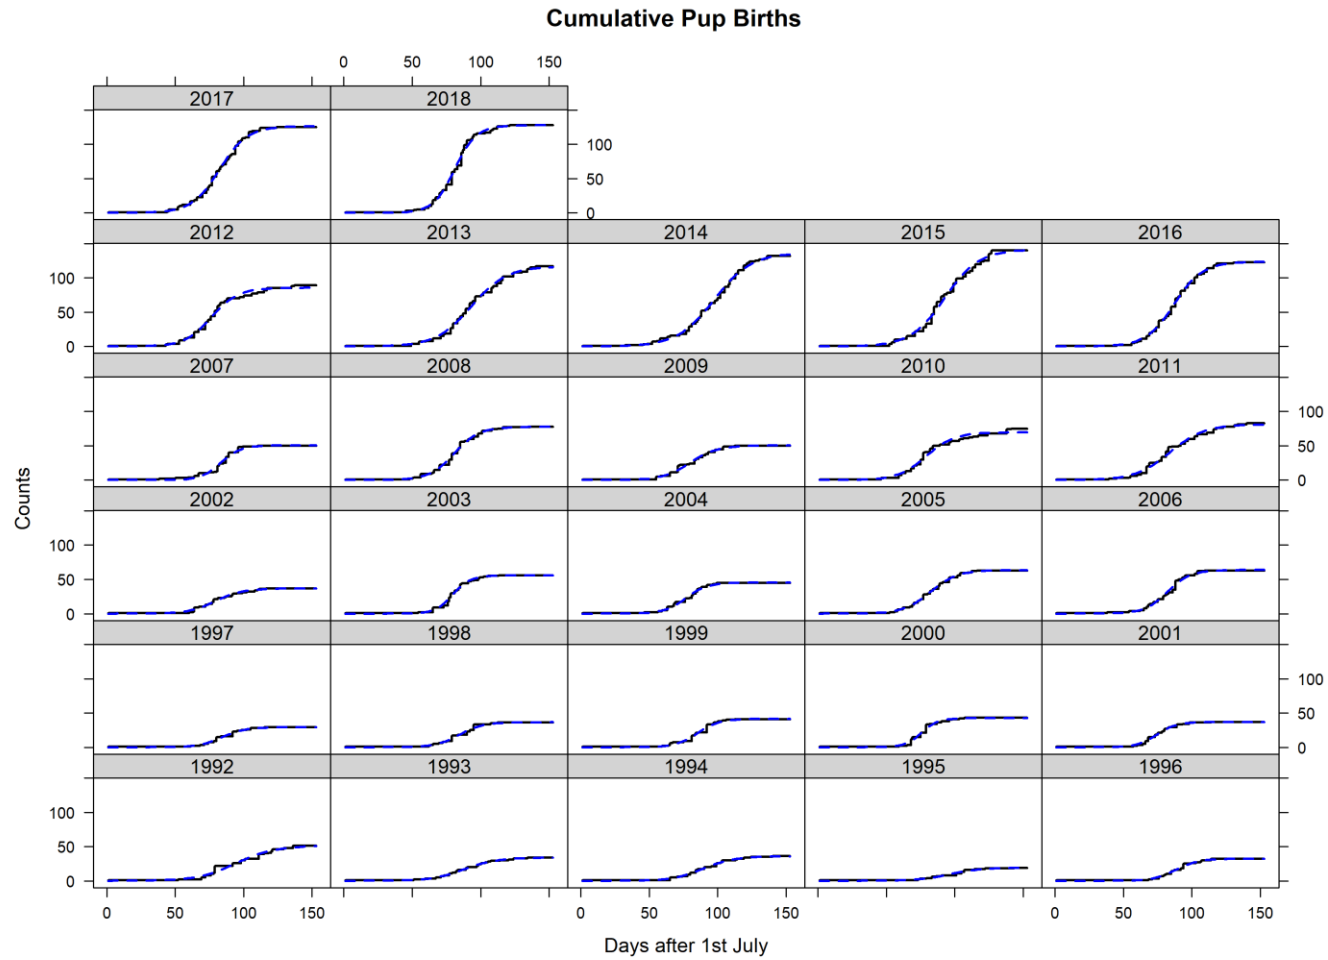 Cumulative Pup Births
0 50 100 150
2017 2018
100
50
0
2012 2013 2014 2015 2016
100
50
0
2007 2008 2009 2010 2011
100
50
0
2002 2003 2004 2005 2006
100
50
0
1997 1998 1999 2000 2001
100
50
0
1992 1993 1994 1995 1996
100
50
0
Counts
0 50 100 150 0 50 100 150 0 50 100 150
Days after 1st July